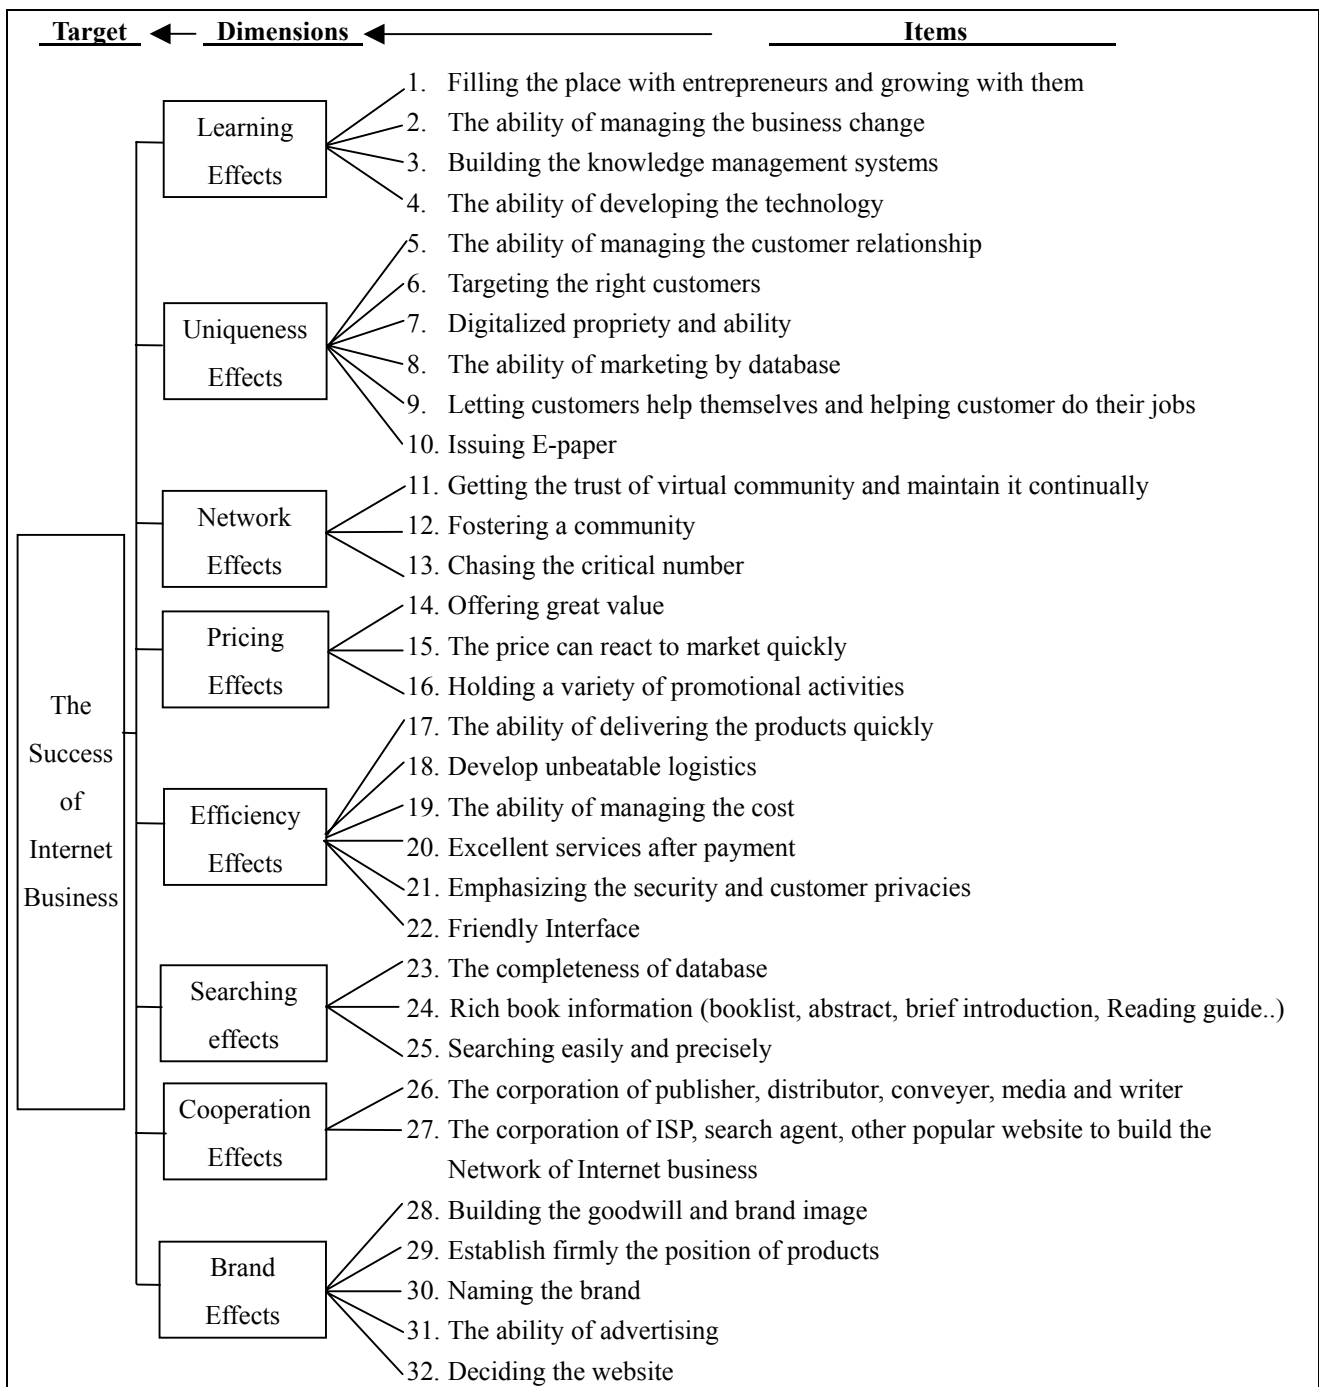 Target Dimensions Items
The
Success
of
Internet
Business
Learning
Effects
1. Filling the place with entrepreneurs and growing with them
2. The ability of managing the business change
3. Building the knowledge management systems
4. The ability of developing the technology
Uniqueness
Effects
5. The ability of managing the customer relationship
6. Targeting the right customers
7. Digitalized propriety and ability
8. The ability of marketing by database
9. Letting customers help themselves and helping customer do their jobs
10. Issuing E-paper
Network
Effects
11. Getting the trust of virtual community and maintain it continually
12. Fostering a community
13. Chasing the critical number
Pricing
Effects
14. Offering great value
15. The price can react to market quickly
16. Holding a variety of promotional activities
Efficiency
Effects
17. The ability of delivering the products quickly
18. Develop unbeatable logistics
19. The ability of managing the cost
20. Excellent services after payment
21. Emphasizing the security and customer privacies
22. Friendly Interface
Searching
effects
23. The completeness of database
24. Rich book information (booklist, abstract, brief introduction, Reading guide..)
25. Searching easily and precisely
Cooperation
Effects
26. The corporation of publisher, distributor, conveyer, media and writer
27. The corporation of ISP, search agent, other popular website to build the
Network of Internet business
Brand
Effects
28. Building the goodwill and brand image
29. Establish firmly the position of products
30. Naming the brand
31. The ability of advertising
32. Deciding the website